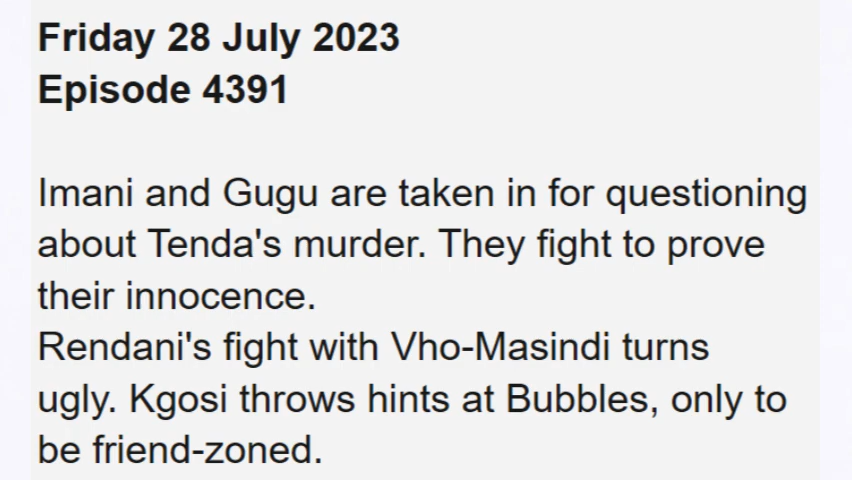 Friday 28 July 2023
Episode 4391
Imani and Gugu are taken in for questioning
about Tenda's murder. They fight to prove
their innocence.
Rendani's fight with Vho-Masindi turns
ugly. Kgosi throws hints at Bubbles, only to
be friend-zoned.